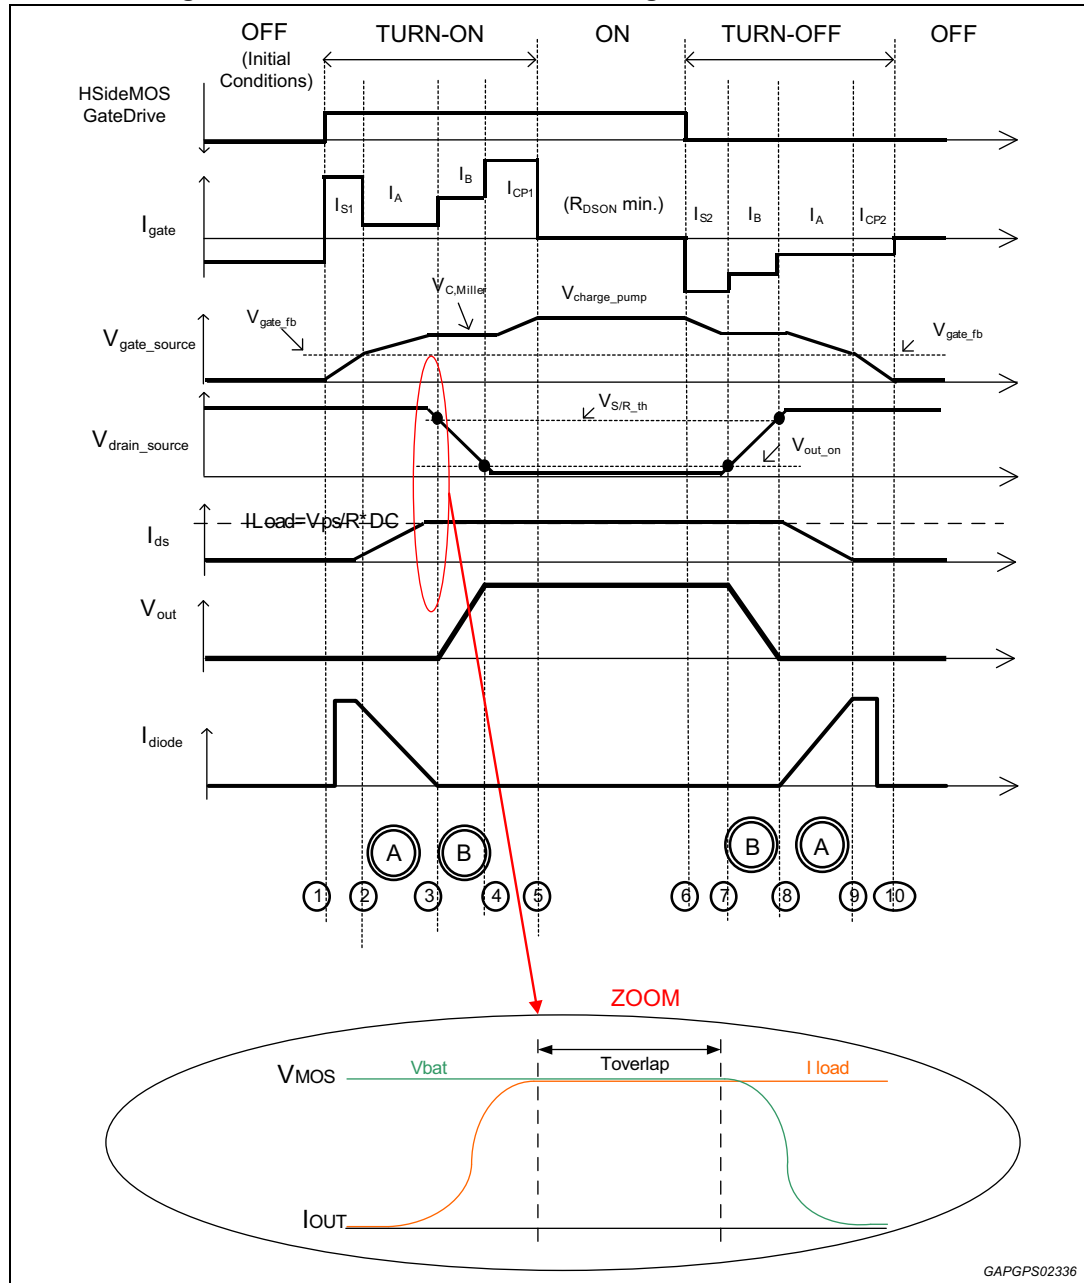 OFF TURN-ON ON TURN-OFF OFF
(Initial
Conditions)
HSideMOS
GateDrive
I_gate
I_S1
I_A
I_B
I_CP1
(R_DSON min.)
I_S2
I_B
I_A
I_CP2
V_gate_source
V_gate_fb
V_C,Miller
V_charge_pump
V_gate_fb
V_drain_source
V_S/R_th
V_out_on
I_ds
ILoad=Vps/R*DC
V_out
I_diode
A B B A
1 2 3 4 5 6 7 8 9 10
ZOOM
VMOS
Vbat
Toverlap
I load
IOUT
GAPGPS02336